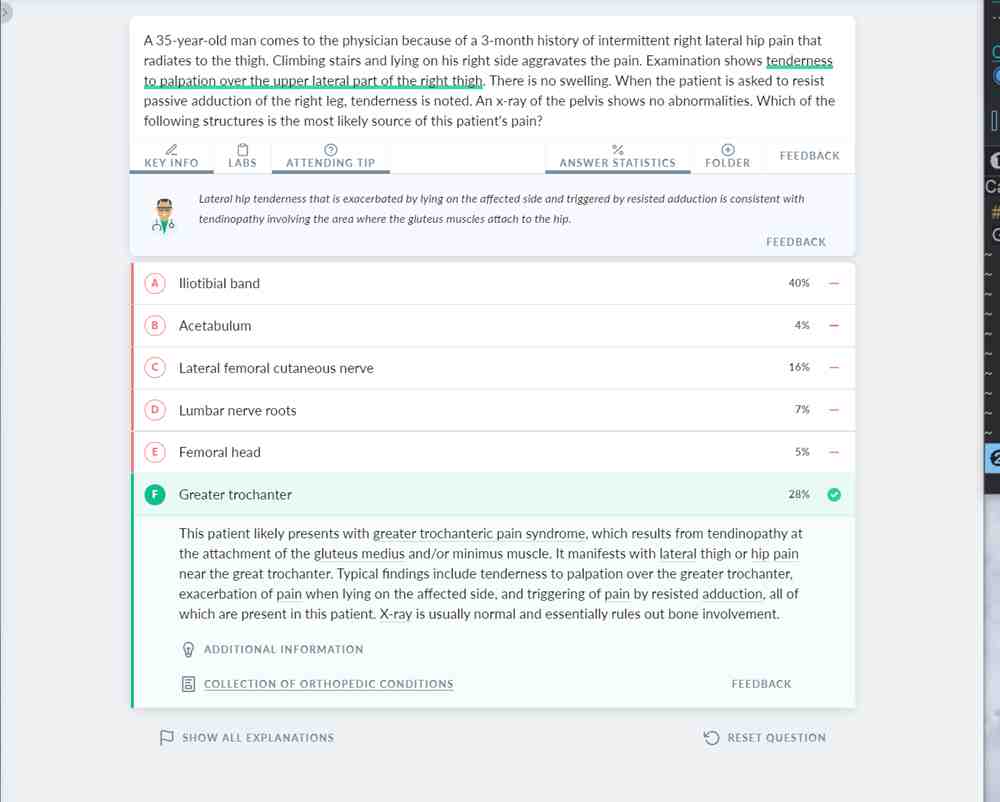 A 35-year-old man comes to the physician because of a 3-month history of intermittent right lateral hip pain that
radiates to the thigh. Climbing stairs and lying on his right side aggravates the pain. Examination shows tenderness
to palpation over the upper lateral part of the right thigh. There is no swelling. When the patient is asked to resist
passive adduction of the right leg, tenderness is noted. An x-ray of the pelvis shows no abnormalities. Which of the
following structures is the most likely source of this patient's pain?
KEY INFO LABS ATTENDING TIP % ANSWER STATISTICS FOLDER FEEDBACK
Lateral hip tenderness that is exacerbated by lying on the affected side and triggered by resisted adduction is consistent with
tendinopathy involving the area where the gluteus muscles attach to the hip.
FEEDBACK
A Iliotibial band 40%
B Acetabulum 4%
C Lateral femoral cutaneous nerve 16%
D Lumbar nerve roots 7%
E Femoral head 5%
F Greater trochanter 28%
This patient likely presents with greater trochanteric pain syndrome, which results from tendinopathy at
the attachment of the gluteus medius and/or minimus muscle. It manifests with lateral thigh or hip pain
near the great trochanter. Typical findings include tenderness to palpation over the greater trochanter,
exacerbation of pain when lying on the affected side, and triggering of pain by resisted adduction, all of
which are present in this patient. X-ray is usually normal and essentially rules out bone involvement.
ADDITIONAL INFORMATION
COLLECTION OF ORTHOPEDIC CONDITIONS FEEDBACK
SHOW ALL EXPLANATIONS RESET QUESTION